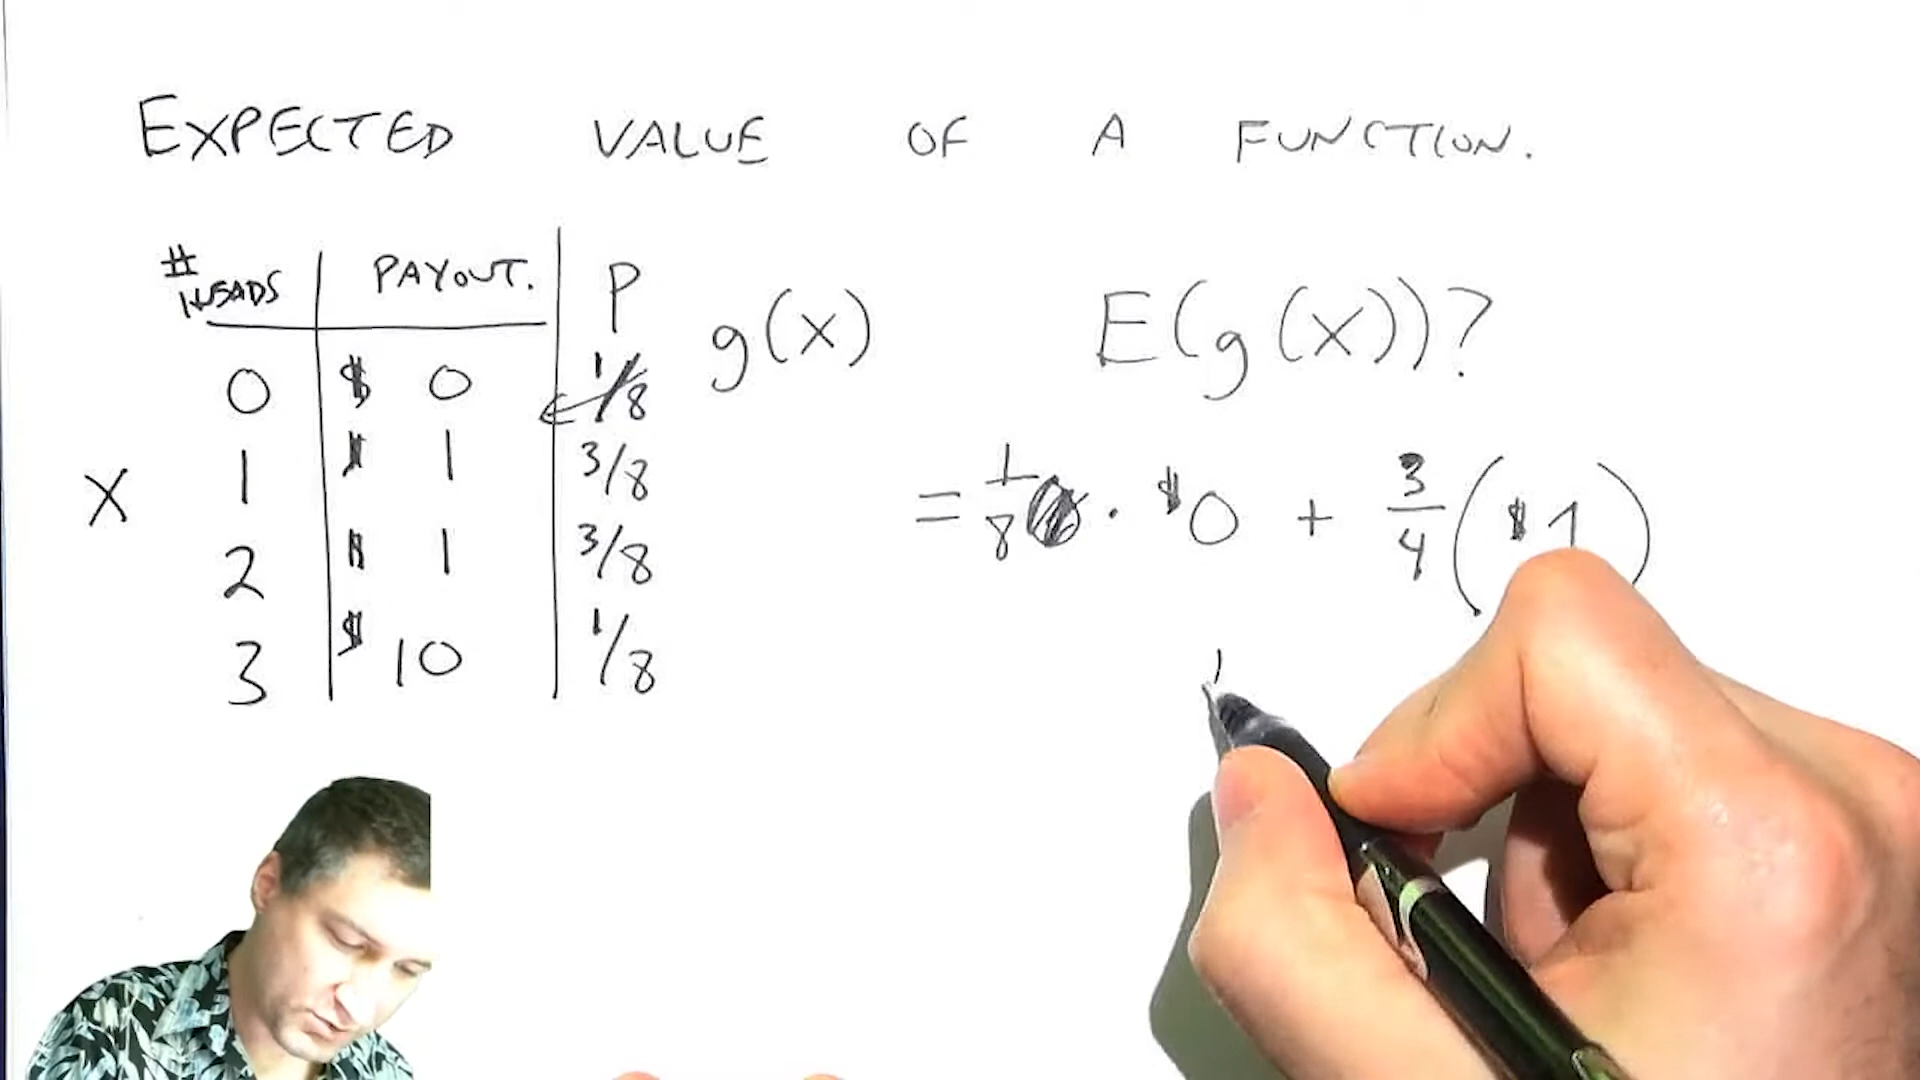 EXPECTED VALUE OF A FUNCTION.
# HEADS PAYOUT. P
g(x) E(g(x))?
0 $ 0 1/8
1 $ 1 3/8
= 1/8 · $0 + 3/4 ($1)
X
2 $ 1 3/8
3 $ 10 1/8